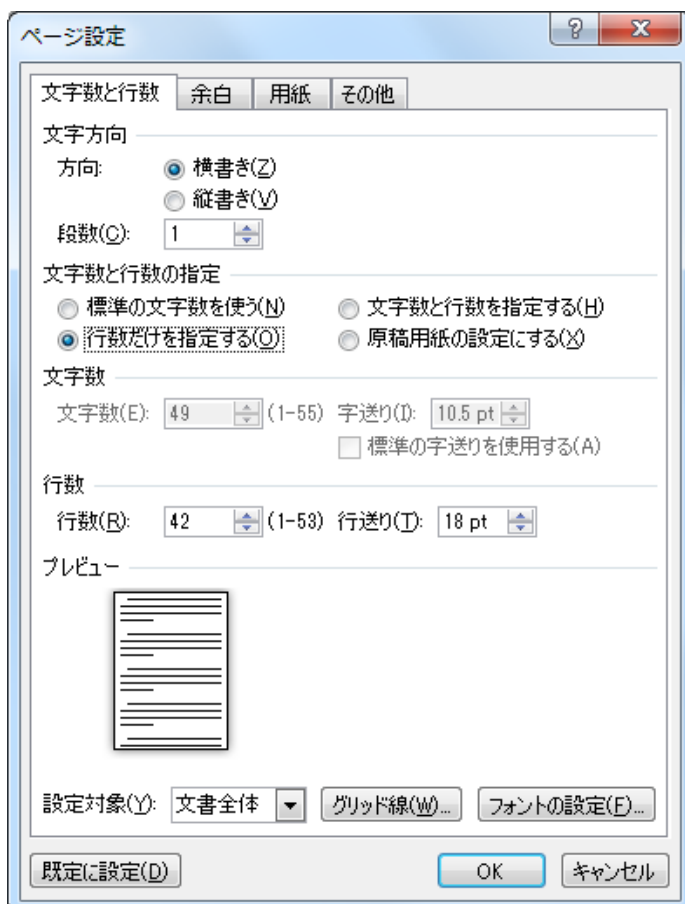 ページ設定
文字数と行数 余白 用紙 その他
文字方向
方向: 横書き(Z)
縦書き(V)
段数(C): 1
文字数と行数の指定
標準の文字数を使う(N) 文字数と行数を指定する(H)
行数だけを指定する(O) 原稿用紙の設定にする(X)
文字数
文字数(E): 49 (1-55) 字送り(I): 10.5 pt
標準の字送りを使用する(A)
行数
行数(R): 42 (1-53) 行送り(T): 18 pt
プレビュー
設定対象(Y): 文書全体 グリッド線(W)... フォントの設定(F)...
既定に設定(D) OK キャンセル